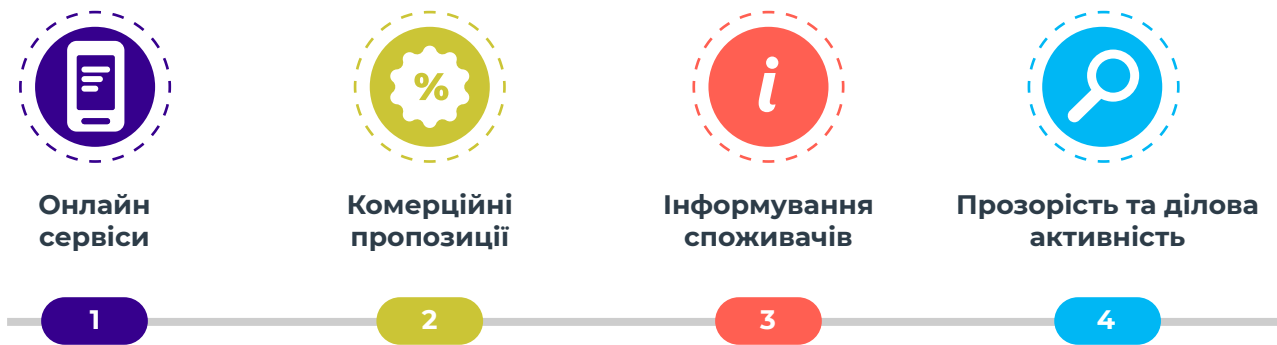 %
i
Онлайн
сервіси
Комерційні
пропозиції
Інформування
споживачів
Прозорість та ділова
активність
1
2
3
4